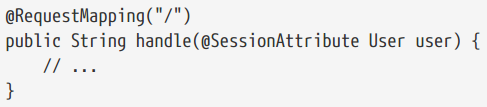 @RequestMapping("/")
public String handle(@SessionAttribute User user) {
    // ...
}